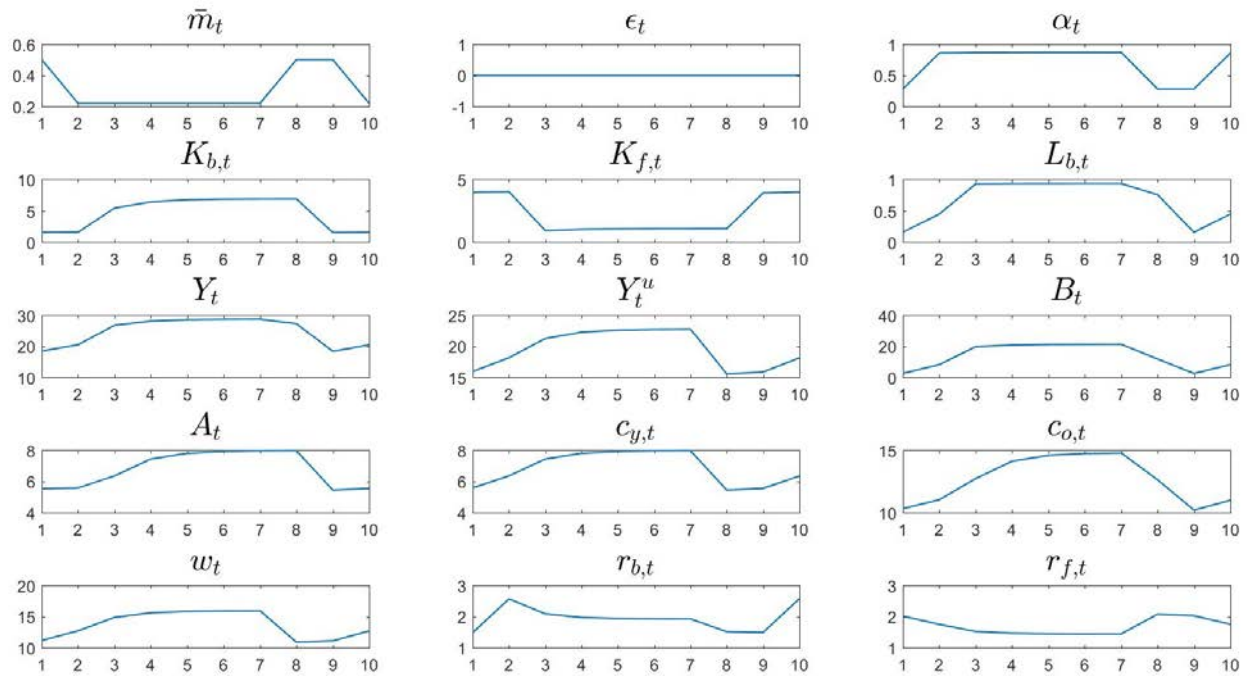 m̄_t ϵ_t α_t
0.6 1 1
0.4 0 0.5
0.2 -1 0
1 2 3 4 5 6 7 8 9 10 1 2 3 4 5 6 7 8 9 10 1 2 3 4 5 6 7 8 9 10
K_{b,t} K_{f,t} L_{b,t}
10 5 1
5 0.5
0 0 0
1 2 3 4 5 6 7 8 9 10 1 2 3 4 5 6 7 8 9 10 1 2 3 4 5 6 7 8 9 10
Y_t Y_t^u B_t
30 25 40
20 20 20
10 15 0
1 2 3 4 5 6 7 8 9 10 1 2 3 4 5 6 7 8 9 10 1 2 3 4 5 6 7 8 9 10
A_t c_{y,t} c_{o,t}
8 8 15
6 6
4 4 10
1 2 3 4 5 6 7 8 9 10 1 2 3 4 5 6 7 8 9 10 1 2 3 4 5 6 7 8 9 10
w_t r_{b,t} r_{f,t}
20 3 3
15 2 2
10 1 1
1 2 3 4 5 6 7 8 9 10 1 2 3 4 5 6 7 8 9 10 1 2 3 4 5 6 7 8 9 10